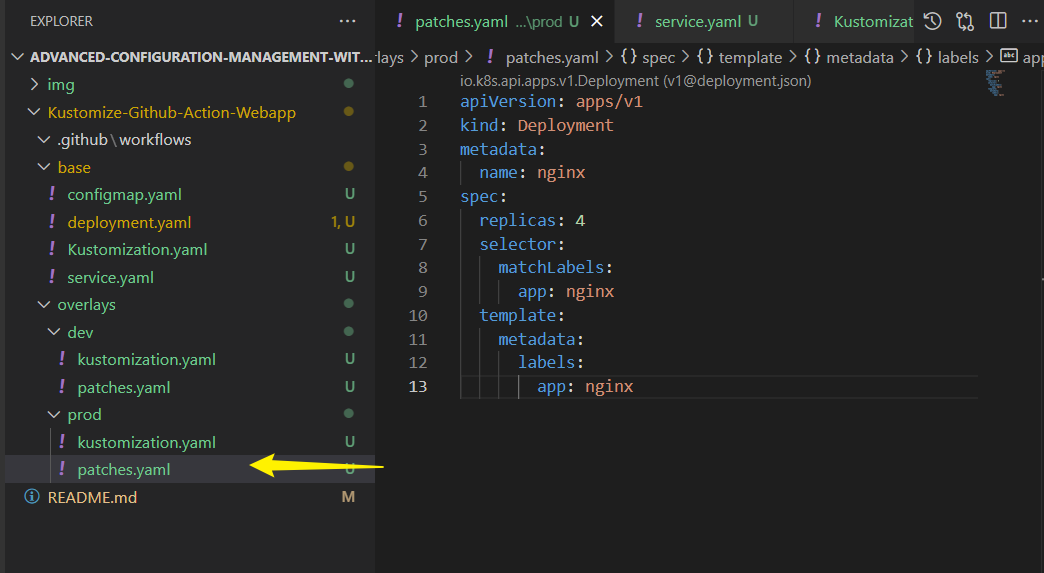 EXPLORER ...
! patches.yaml ...\prod U × ! service.yaml U ! Kustomizat ...
ADVANCED-CONFIGURATION-MANAGEMENT-WIT...
rlays > prod > ! patches.yaml > {} spec > {} template > {} metadata > {} labels > abc app
img
Kustomize-Github-Action-Webapp
.github\workflows
base
! configmap.yaml U
! deployment.yaml 1, U
! Kustomization.yaml U
! service.yaml U
overlays
dev
! kustomization.yaml U
! patches.yaml U
prod
! kustomization.yaml U
! patches.yaml U
README.md M
io.k8s.api.apps.v1.Deployment (v1@deployment.json)
1 apiVersion: apps/v1
2 kind: Deployment
3 metadata:
4 name: nginx
5 spec:
6 replicas: 4
7 selector:
8 matchLabels:
9 app: nginx
10 template:
11 metadata:
12 labels:
13 app: nginx